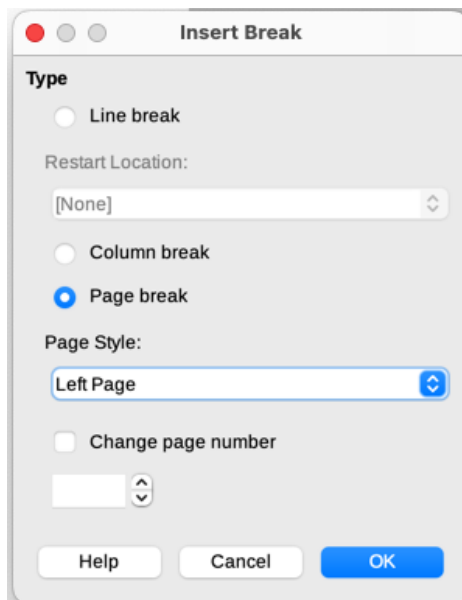 Insert Break
Type
Line break
Restart Location:
[None]
Column break
Page break
Page Style:
Left Page
Change page number
Help Cancel OK